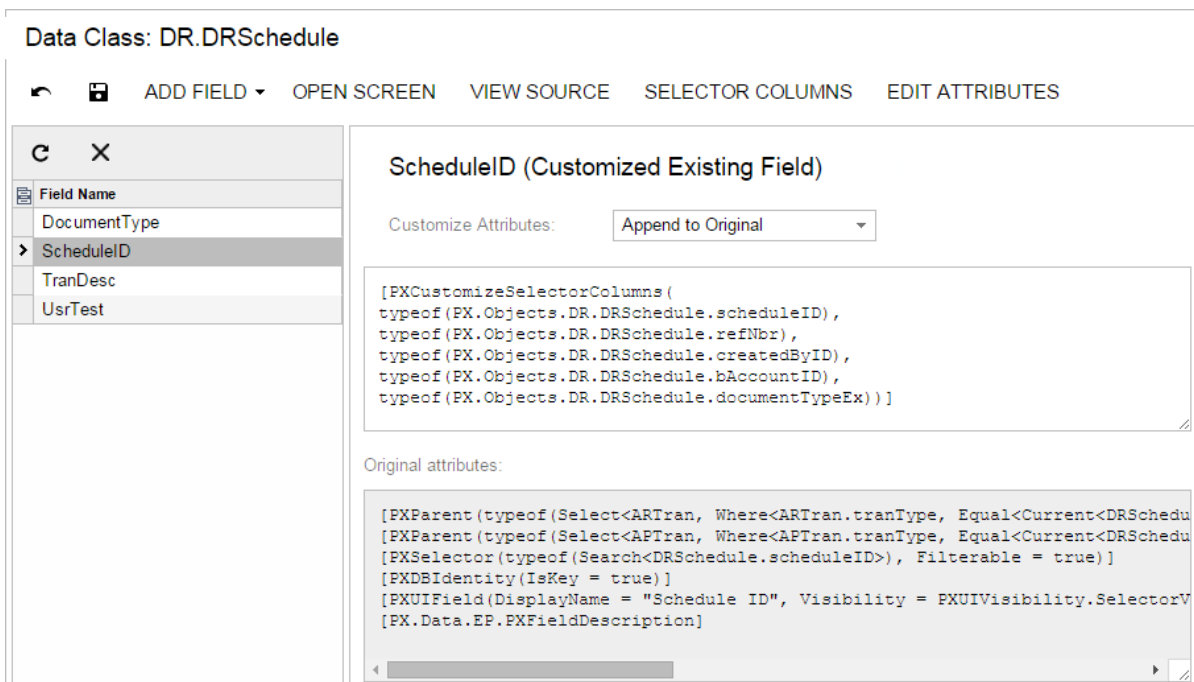 Data Class: DR.DRSchedule
ADD FIELD OPEN SCREEN VIEW SOURCE SELECTOR COLUMNS EDIT ATTRIBUTES
Field Name
DocumentType
ScheduleID
TranDesc
UsrTest
ScheduleID (Customized Existing Field)
Customize Attributes: Append to Original
[PXCustomizeSelectorColumns(
typeof(PX.Objects.DR.DRSchedule.scheduleID),
typeof(PX.Objects.DR.DRSchedule.refNbr),
typeof(PX.Objects.DR.DRSchedule.createdByID),
typeof(PX.Objects.DR.DRSchedule.bAccountID),
typeof(PX.Objects.DR.DRSchedule.documentTypeEx))]
Original attributes:
[PXParent(typeof(Select<ARTran, Where<ARTran.tranType, Equal<Current<DRSchedu
[PXParent(typeof(Select<APTran, Where<APTran.tranType, Equal<Current<DRSchedu
[PXSelector(typeof(Search<DRSchedule.scheduleID>), Filterable = true)]
[PXDBIdentity(IsKey = true)]
[PXUIField(DisplayName = "Schedule ID", Visibility = PXUIVisibility.SelectorV
[PX.Data.EP.PXFieldDescription]